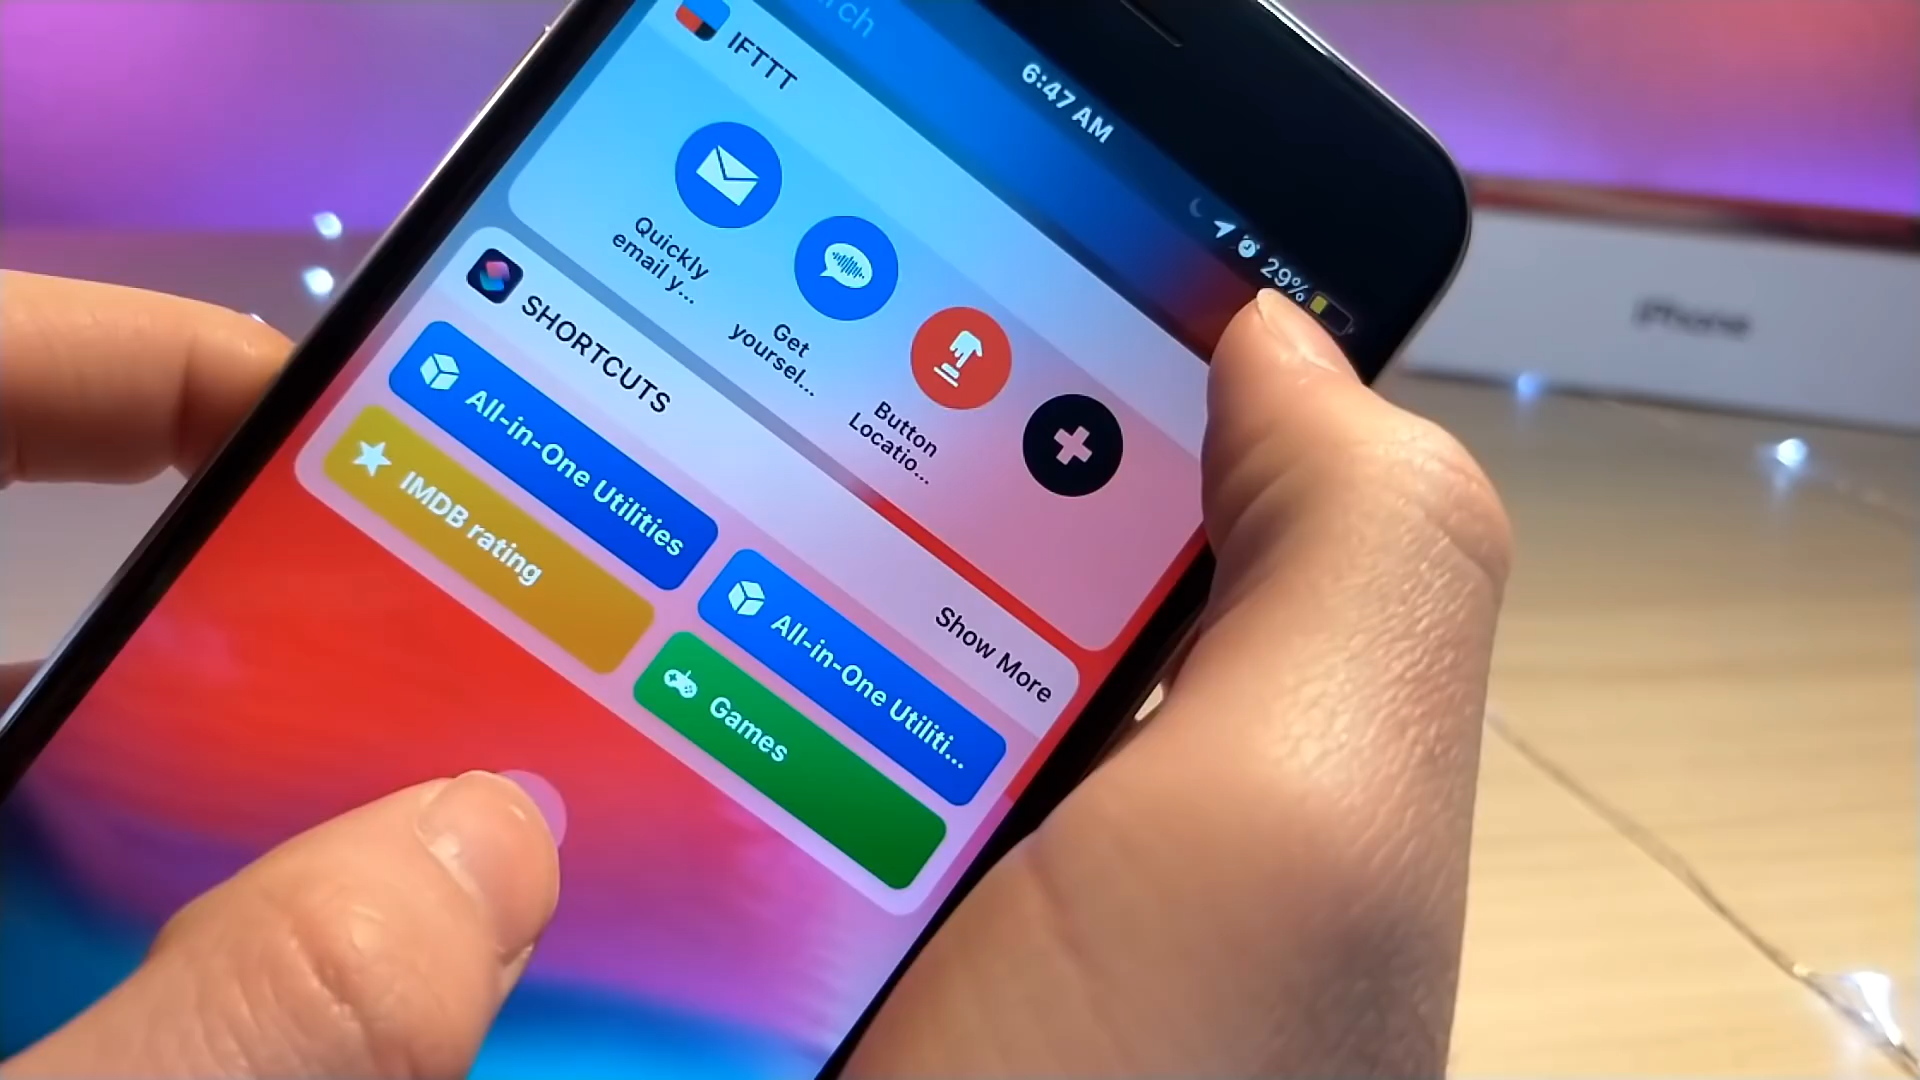 6:47 AM
29%
IFTTT
Quickly
email y...
Get
yoursel...
Button
Locatio...
SHORTCUTS
Show More
All-in-One Utilities
All-in-One Utiliti...
IMDB rating
Games
iPhone